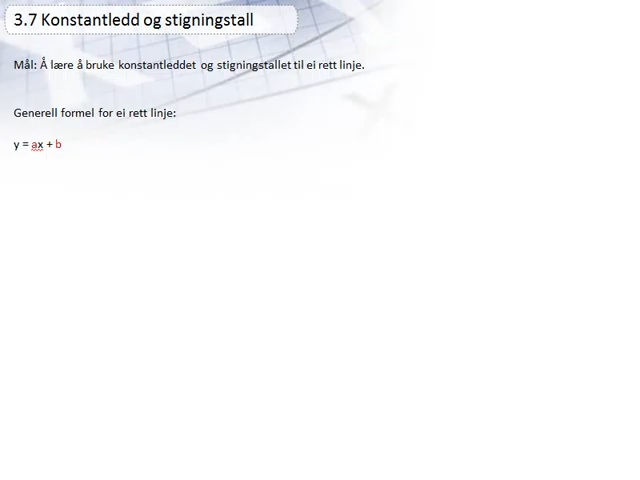 3.7 Konstantledd og stigningstall
Mål: Å lære å bruke konstantleddet og stigningstallet til ei rett linje.
Generell formel for ei rett linje:
y = ax + b